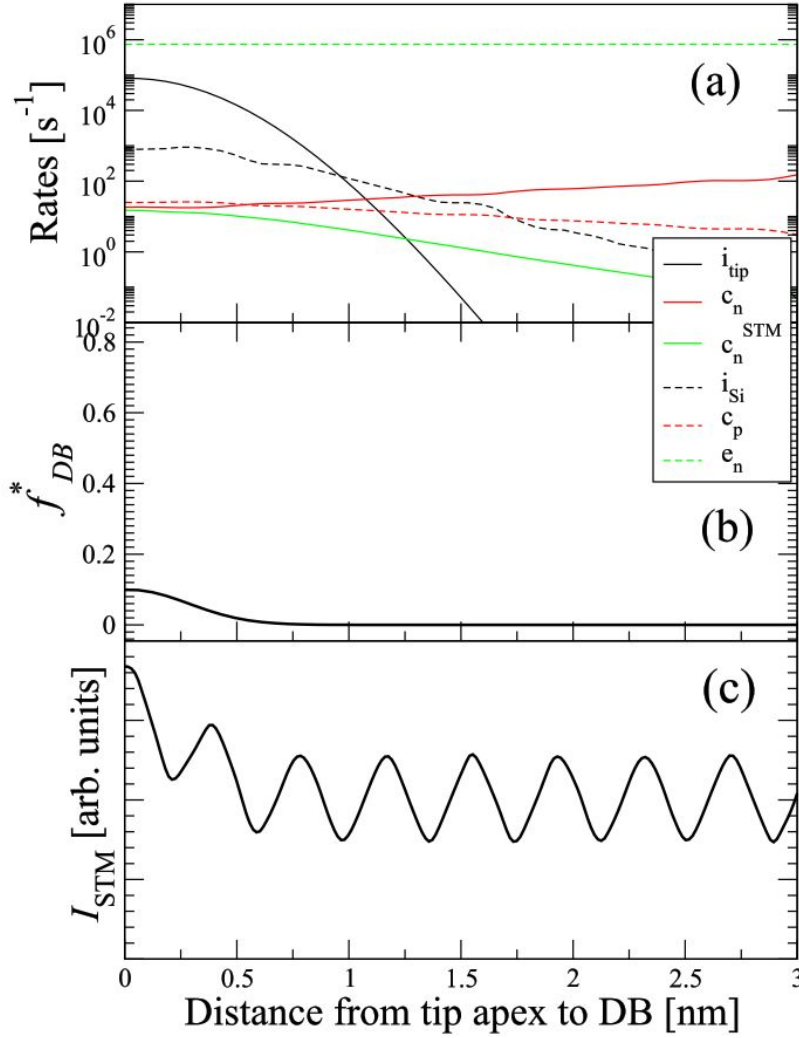 10^6
10^4
10^2
10^0
10^-2
Rates [s^-1]
(a)
i_tip
c_n
c_n^STM
i_Si
c_p
e_n
0.8
0.6
0.4
0.2
0
f*_DB
(b)
I_STM [arb. units]
(c)
0 0.5 1 1.5 2 2.5 3
Distance from tip apex to DB [nm]